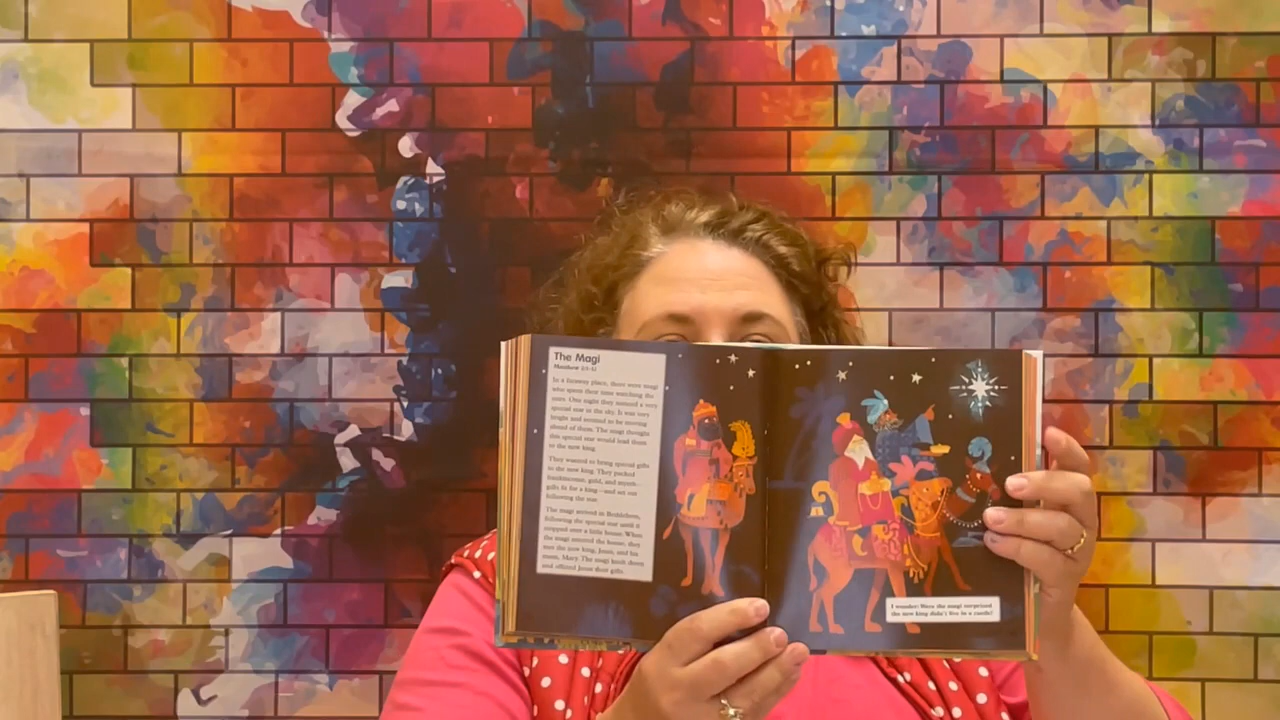 The Magi
Matthew 2:1-12
In a faraway place, there were magi
who spent their time watching the
stars. One night they noticed a very
special star in the sky. It was very
bright and seemed to be moving
ahead of them. The magi thought
this special star would lead them
to the new king.
They wanted to bring special gifts
to the new king. They packed
frankincense, gold, and myrrh—
gifts fit for a king—and set out
following the star.
The magi arrived in Bethlehem,
following the special star until it
stopped over a little house. When
the magi entered the house, they
met the new king, Jesus, and his
mom, Mary. The magi knelt down
and offered Jesus their gifts.
I wonder: Were the magi surprised
the new king didn't live in a castle?